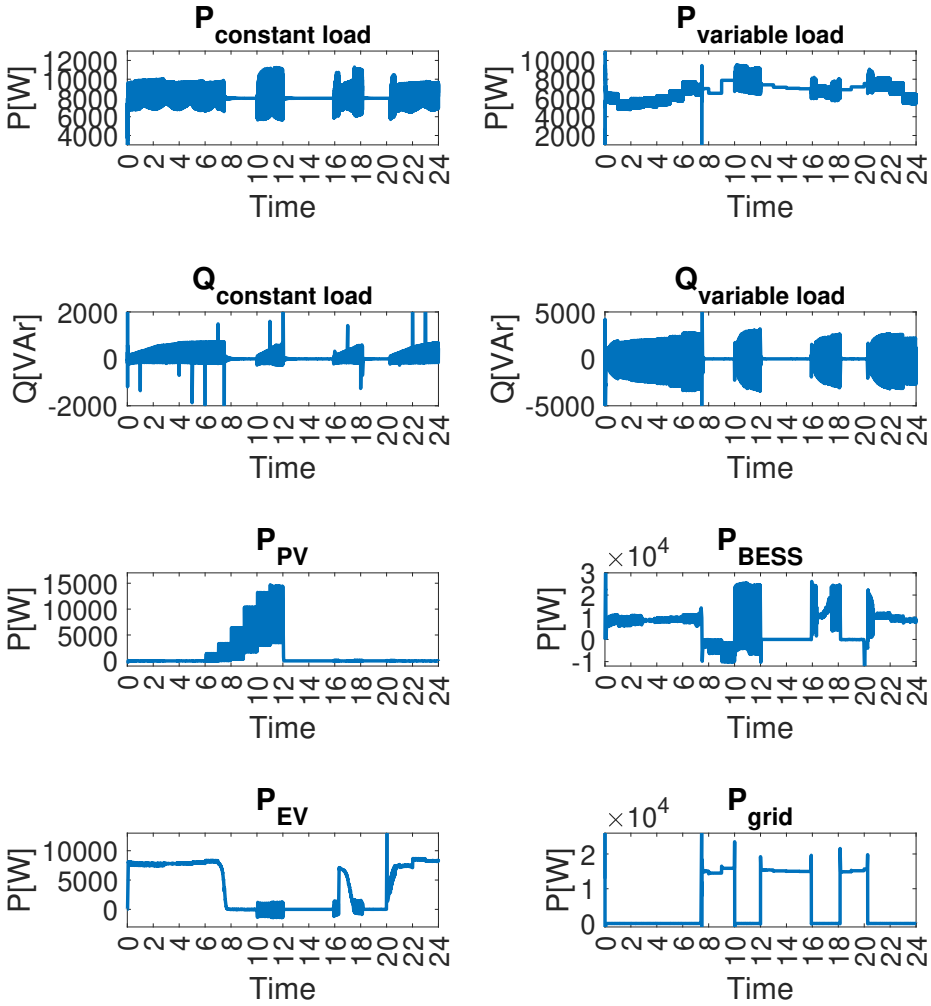 P constant load
12000
10000
8000
6000
4000
P[W]
0 2 4 6 8 10 12 14 16 18 20 22 24
Time
P variable load
10000
8000
6000
4000
2000
P[W]
0 2 4 6 8 10 12 14 16 18 20 22 24
Time
Q constant load
2000
0
-2000
Q[VAr]
0 2 4 6 8 10 12 14 16 18 20 22 24
Time
Q variable load
5000
0
-5000
Q[VAr]
0 2 4 6 8 10 12 14 16 18 20 22 24
Time
P PV
15000
10000
5000
0
P[W]
0 2 4 6 8 10 12 14 16 18 20 22 24
Time
P BESS
×10^4
3
2
1
0
-1
P[W]
0 2 4 6 8 10 12 14 16 18 20 22 24
Time
P EV
10000
5000
0
P[W]
0 2 4 6 8 10 12 14 16 18 20 22 24
Time
P grid
×10^4
2
1
0
P[W]
0 2 4 6 8 10 12 14 16 18 20 22 24
Time